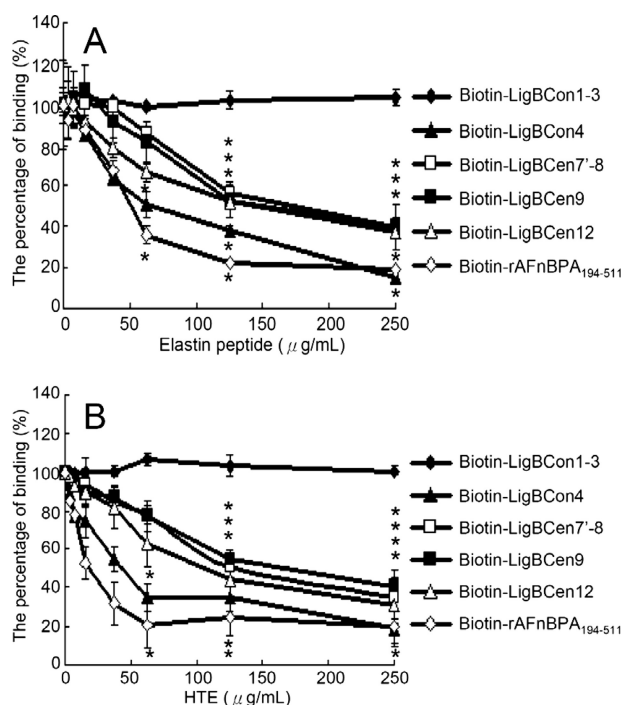 A
The percentage of binding (%)
140
120
100
80
60
40
20
0
0 50 100 150 200 250
Elastin peptide (μg/mL)
* * * * * * * * * * * *
Biotin-LigBCon1-3
Biotin-LigBCon4
Biotin-LigBCen7'-8
Biotin-LigBCen9
Biotin-LigBCen12
Biotin-rAFnBPA194-511
B
The percentage of binding (%)
140
120
100
80
60
40
20
0
0 50 100 150 200 250
HTE (μg/mL)
* * * * * * * * * * *
Biotin-LigBCon1-3
Biotin-LigBCon4
Biotin-LigBCen7'-8
Biotin-LigBCen9
Biotin-LigBCen12
Biotin-rAFnBPA194-511